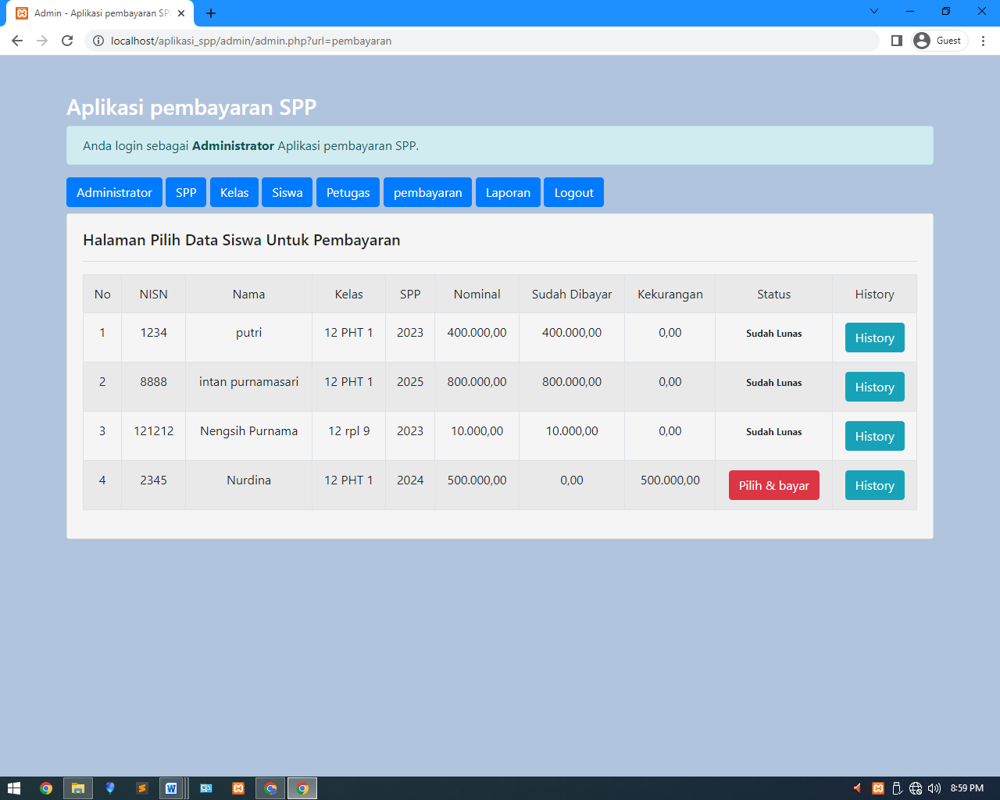 Admin - Aplikasi pembayaran SP
localhost/aplikasi_spp/admin/admin.php?url=pembayaran
Guest
Aplikasi pembayaran SPP
Anda login sebagai Administrator Aplikasi pembayaran SPP.
Administrator SPP Kelas Siswa Petugas pembayaran Laporan Logout
Halaman Pilih Data Siswa Untuk Pembayaran
No NISN Nama Kelas SPP Nominal Sudah Dibayar Kekurangan Status History
1 1234 putri 12 PHT 1 2023 400.000,00 400.000,00 0,00 Sudah Lunas History
2 8888 intan purnamasari 12 PHT 1 2025 800.000,00 800.000,00 0,00 Sudah Lunas History
3 121212 Nengsih Purnama 12 rpl 9 2023 10.000,00 10.000,00 0,00 Sudah Lunas History
4 2345 Nurdina 12 PHT 1 2024 500.000,00 0,00 500.000,00 Pilih & bayar History
8:59 PM